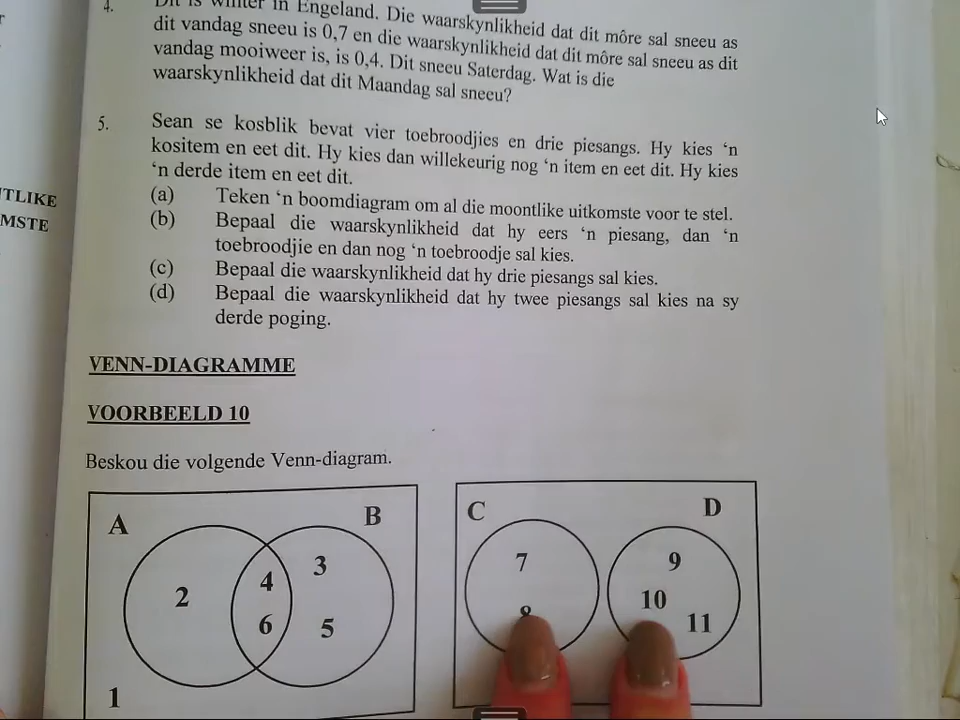 4. Dit is winter in Engeland. Die waarskynlikheid dat dit môre sal sneeu as
dit vandag sneeu is 0,7 en die waarskynlikheid dat dit môre sal sneeu as dit
vandag mooiweer is, is 0,4. Dit sneeu Saterdag. Wat is die
waarskynlikheid dat dit Maandag sal sneeu?
5. Sean se kosblik bevat vier toebroodjies en drie piesangs. Hy kies ‘n
kositem en eet dit. Hy kies dan willekeurig nog ‘n item en eet dit. Hy kies
‘n derde item en eet dit.
TLIKE
MSTE
(a) Teken ‘n boomdiagram om al die moontlike uitkomste voor te stel.
(b) Bepaal die waarskynlikheid dat hy eers ‘n piesang, dan ‘n
toebroodjie en dan nog ‘n toebroodje sal kies.
(c) Bepaal die waarskynlikheid dat hy drie piesangs sal kies.
(d) Bepaal die waarskynlikheid dat hy twee piesangs sal kies na sy
derde poging.
VENN-DIAGRAMME
VOORBEELD 10
Beskou die volgende Venn-diagram.
A B
2 4 3
6 5
1
C D
7 9
8 10
11